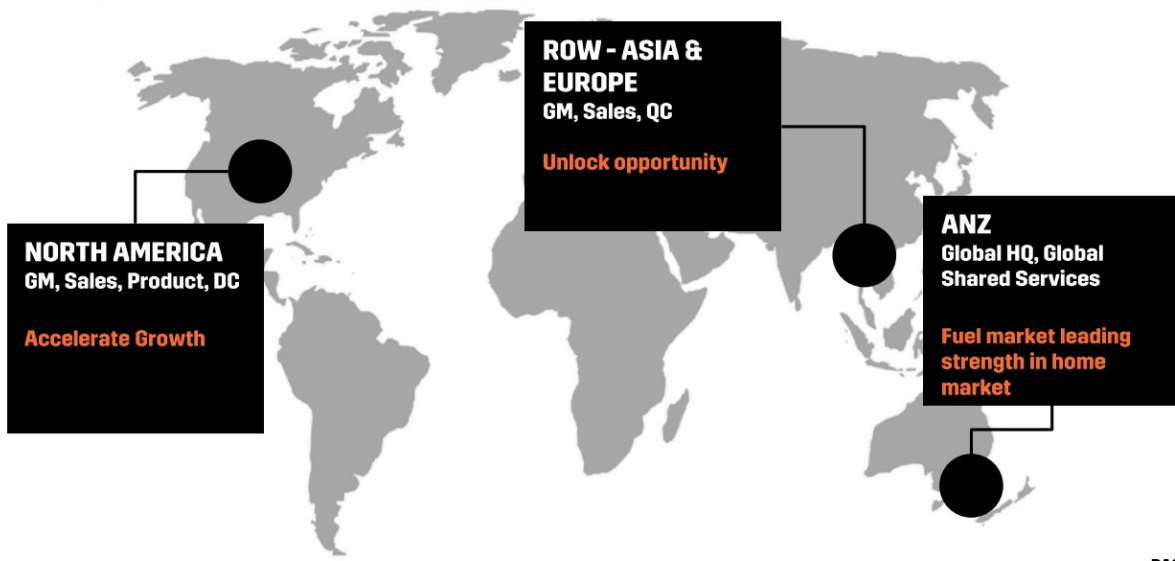 ROW - ASIA &
EUROPE
GM, Sales, QC
Unlock opportunity
NORTH AMERICA
GM, Sales, Product, DC
Accelerate Growth
ANZ
Global HQ, Global
Shared Services
Fuel market leading
strength in home
market